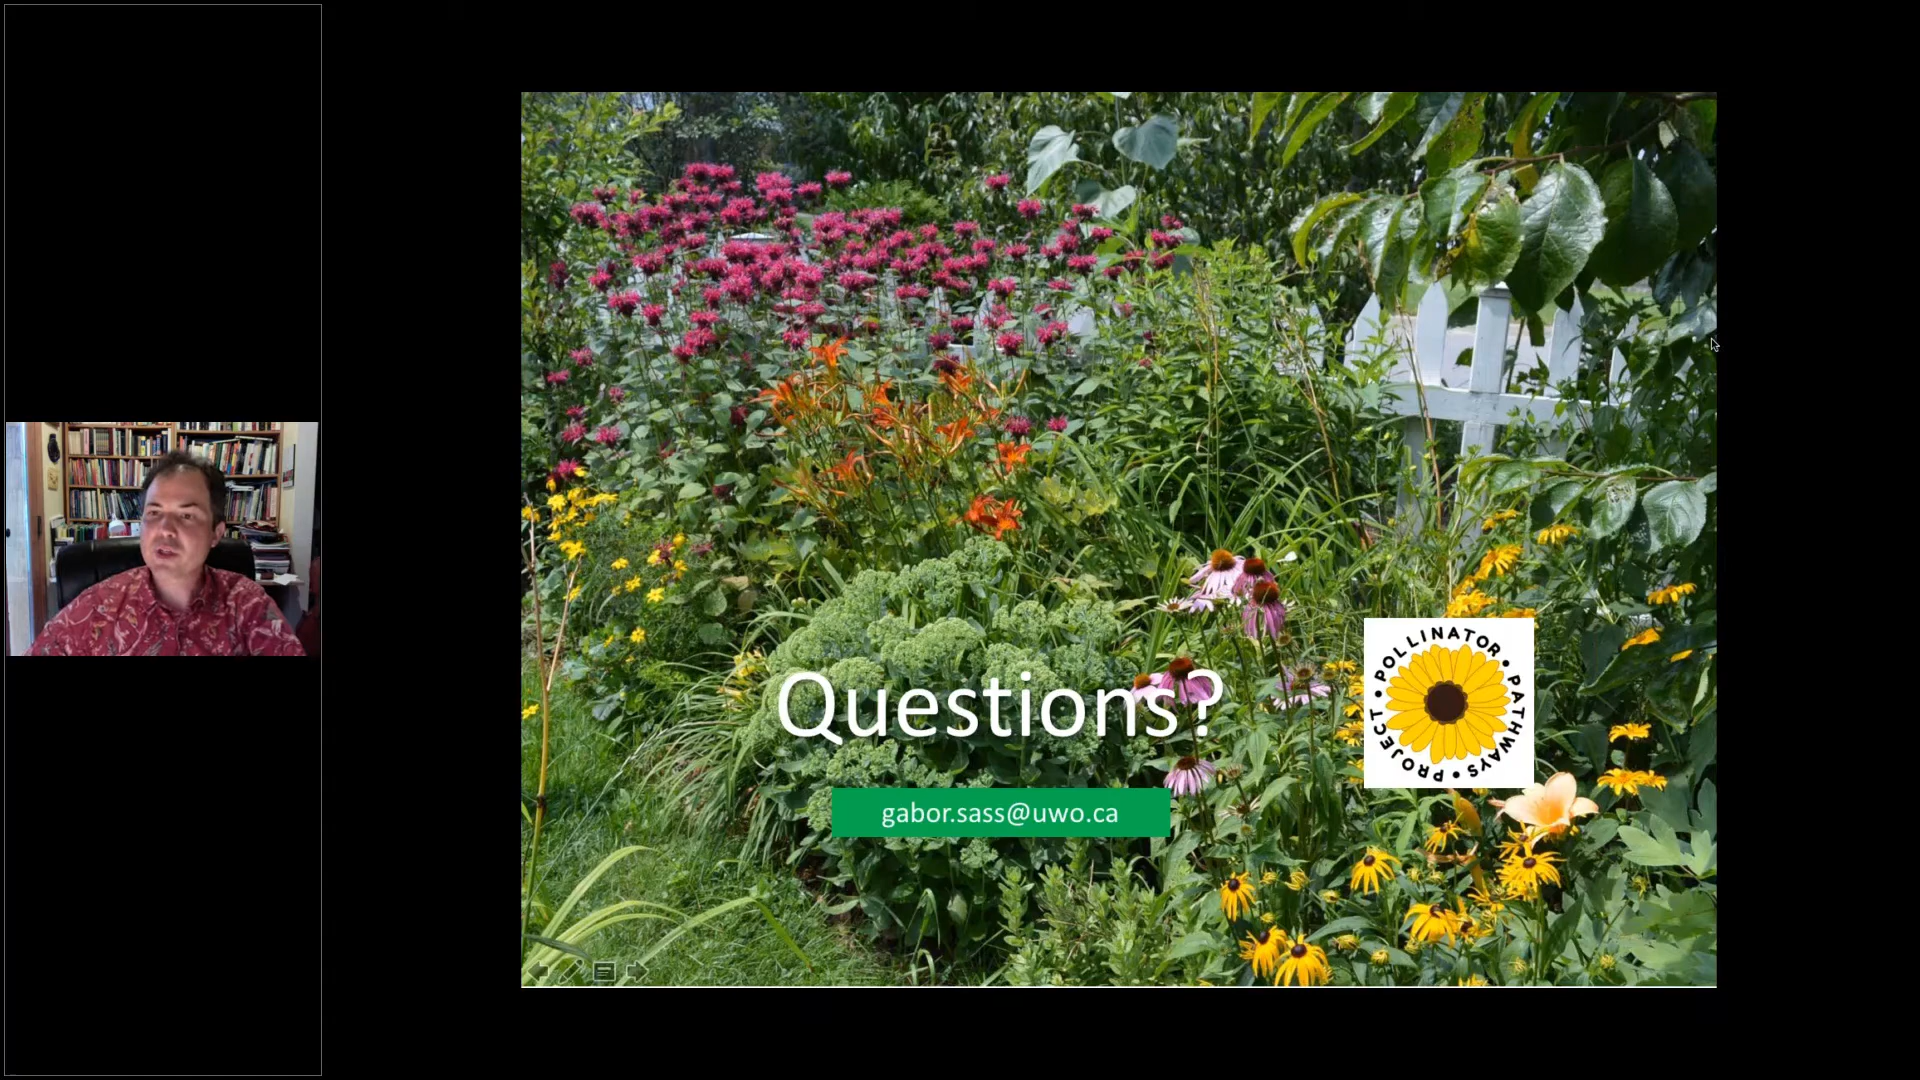 Questions?
gabor.sass@uwo.ca
POLLINATOR • PATHWAYS • PROJECT •